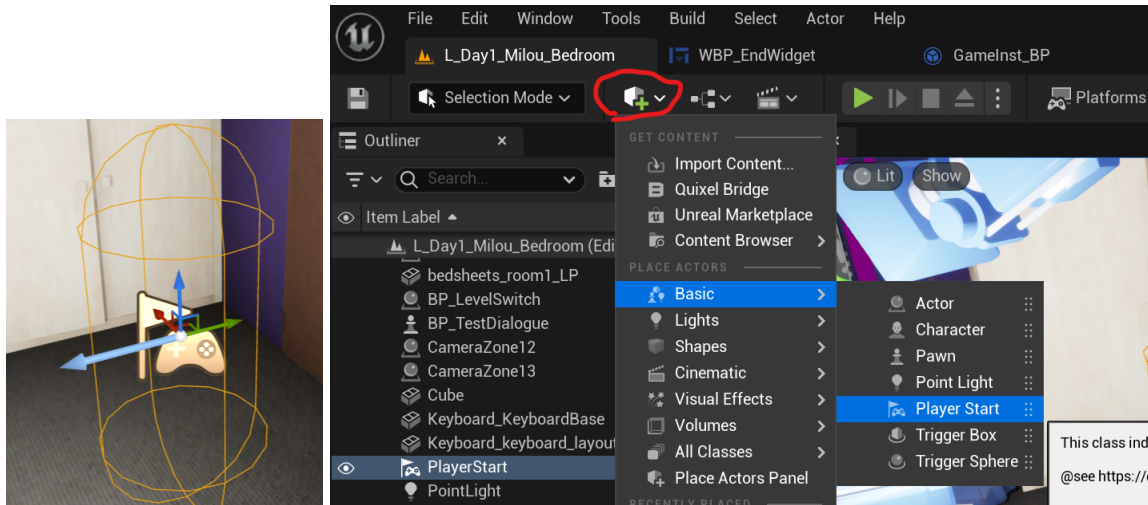 File Edit Window Tools Build Select Actor Help
L_Day1_Milou_Bedroom WBP_EndWidget GameInst_BP
Selection Mode Platforms
Outliner x
GET CONTENT
Search...
Import Content...
Lit Show
Quixel Bridge
Item Label
Unreal Marketplace
L_Day1_Milou_Bedroom (Edi
Content Browser
PLACE ACTORS
bedsheets_room1_LP
BP_LevelSwitch
BP_TestDialogue
CameraZone12
CameraZone13
Cube
Keyboard_KeyboardBase
Keyboard_keyboard_layout
PlayerStart
PointLight
Basic
Lights
Shapes
Cinematic
Visual Effects
Volumes
All Classes
Place Actors Panel
RECENTLY PLACED
Actor
Character
Pawn
Point Light
Player Start
Trigger Box
Trigger Sphere
This class ind
@see https://